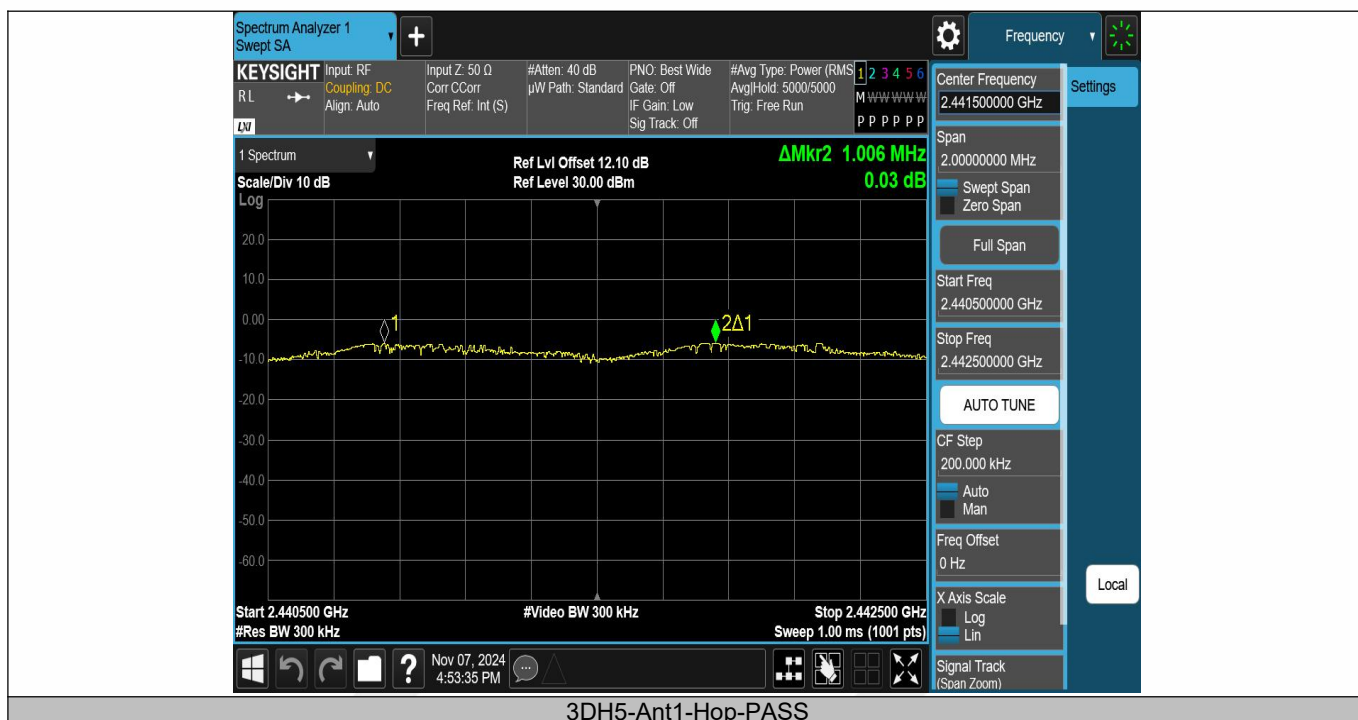 Spectrum Analyzer 1
Swept SA
Frequency
KEYSIGHT
RL
LXI
Input: RF
Coupling: DC
Align: Auto
Input Z: 50 Ω
Corr CCorr
Freq Ref: Int (S)
#Atten: 40 dB
µW Path: Standard
PNO: Best Wide
Gate: Off
IF Gain: Low
Sig Track: Off
#Avg Type: Power (RMS
Avg|Hold: 5000/5000
Trig: Free Run
1 2 3 4 5 6
M W W W W W
P P P P P P
1 Spectrum
Scale/Div 10 dB
Log
Ref Lvl Offset 12.10 dB
Ref Level 30.00 dBm
ΔMkr2 1.006 MHz
0.03 dB
20.0
10.0
0.00
-10.0
-20.0
-30.0
-40.0
-50.0
-60.0
1
2Δ1
Start 2.440500 GHz
#Res BW 300 kHz
#Video BW 300 kHz
Stop 2.442500 GHz
Sweep 1.00 ms (1001 pts)
Center Frequency
2.441500000 GHz
Settings
Span
2.00000000 MHz
Swept Span
Zero Span
Full Span
Start Freq
2.440500000 GHz
Stop Freq
2.442500000 GHz
AUTO TUNE
CF Step
200.000 kHz
Auto
Man
Freq Offset
0 Hz
Local
X Axis Scale
Log
Lin
Signal Track
(Span Zoom)
?
Nov 07, 2024
4:53:35 PM
3DH5-Ant1-Hop-PASS